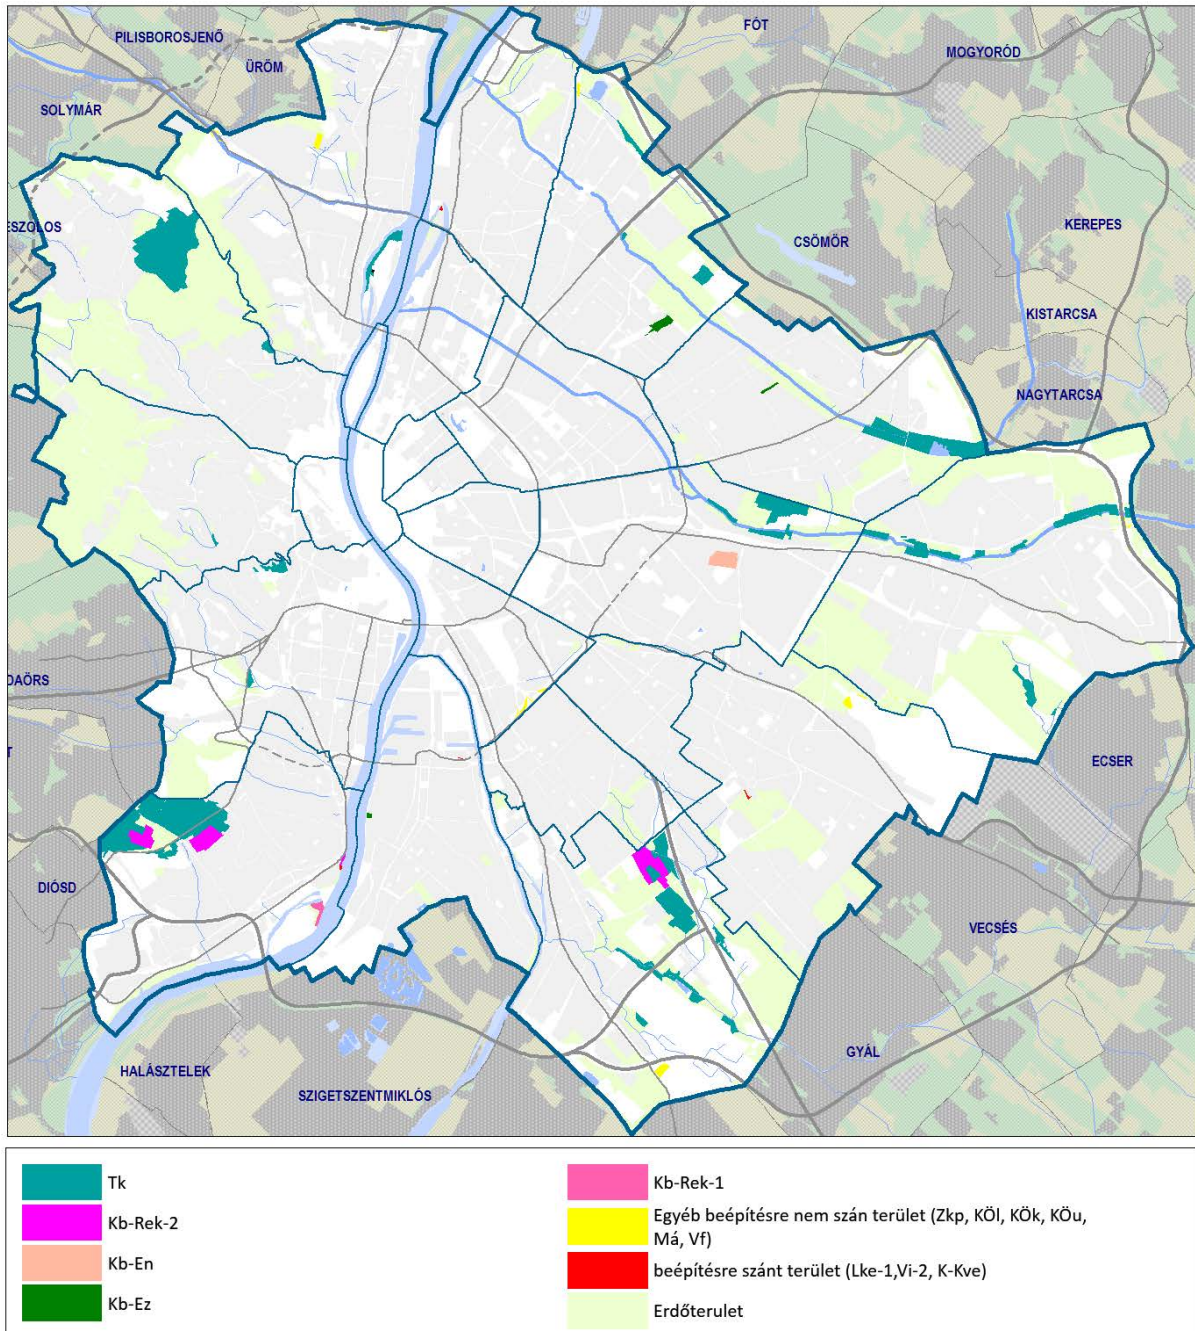 FÓT
PILISBOROSJENŐ
MOGYORÓD
ÜRÖM
SOLYMÁR
ESZOLOS
KEREPES
CSÖMÖR
KISTARCSA
NAGYTARCSA
DAÖRS
T
ECSER
DIÓSD
VECSÉS
GYÁL
HALÁSZTELEK
SZIGETSZENTMIKLÓS
Tk
Kb-Rek-2
Kb-En
Kb-Ez
Kb-Rek-1
Egyéb beépítésre nem szán terület (Zkp, KÖl, KÖk, KÖu,
Má, Vf)
beépítésre szánt terület (Lke-1,Vi-2, K-Kve)
Erdőterulet